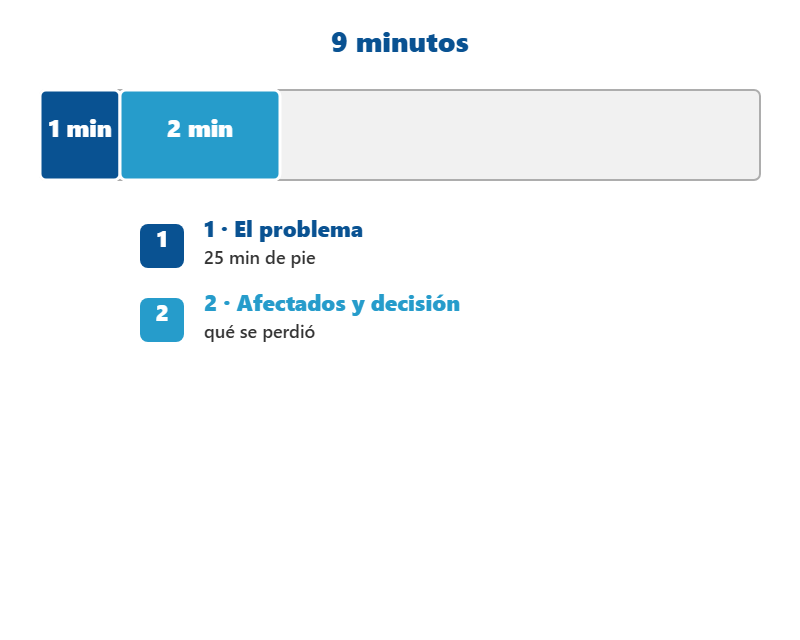 9 minutos
1 min
2 min
1
1 · El problema
25 min de pie
2
2 · Afectados y decisión
qué se perdió